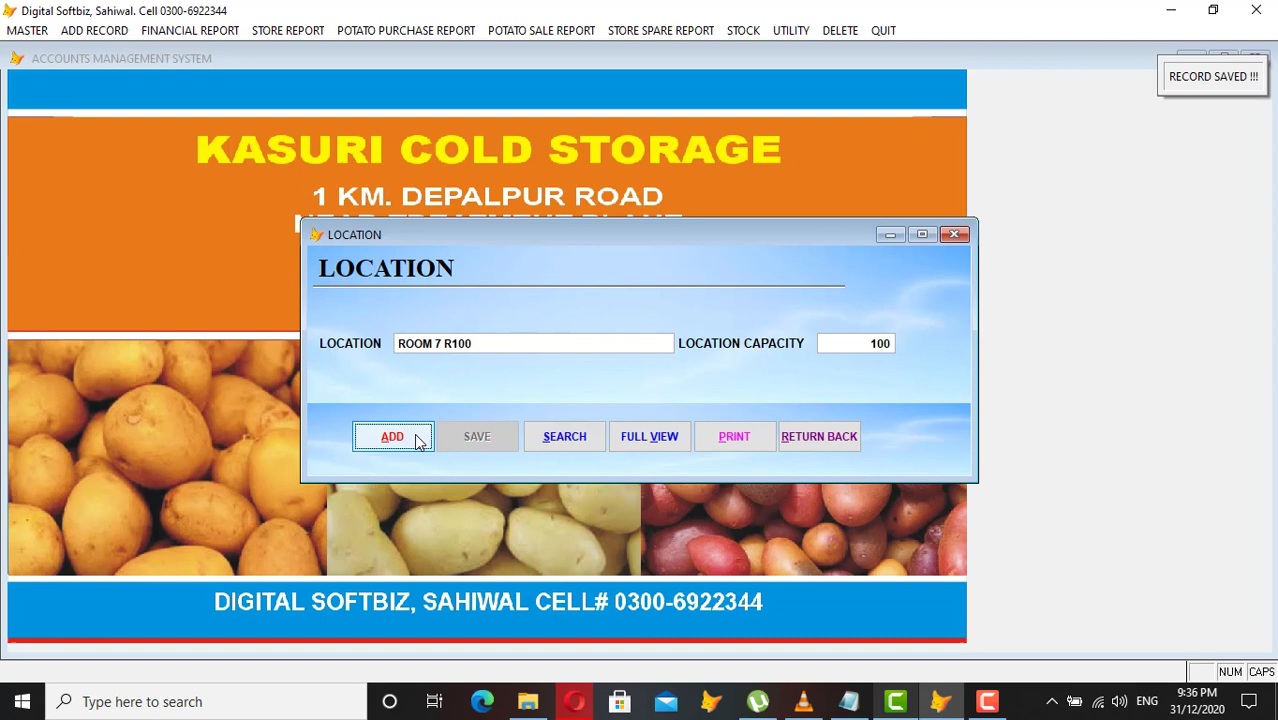 Digital Softbiz, Sahiwal. Cell 0300-6922344
MASTER ADD RECORD FINANCIAL REPORT STORE REPORT POTATO PURCHASE REPORT POTATO SALE REPORT STORE SPARE REPORT STOCK UTILITY DELETE QUIT
ACCOUNTS MANAGEMENT SYSTEM
RECORD SAVED !!!
KASURI COLD STORAGE
1 KM. DEPALPUR ROAD
NEAR TREATMENT PLANT
LOCATION
LOCATION
LOCATION ROOM 7 R100 LOCATION CAPACITY 100
ADD SAVE SEARCH FULL VIEW PRINT RETURN BACK
DIGITAL SOFTBIZ, SAHIWAL CELL# 0300-6922344
NUM CAPS
Type here to search
ENG
9:36 PM
31/12/2020